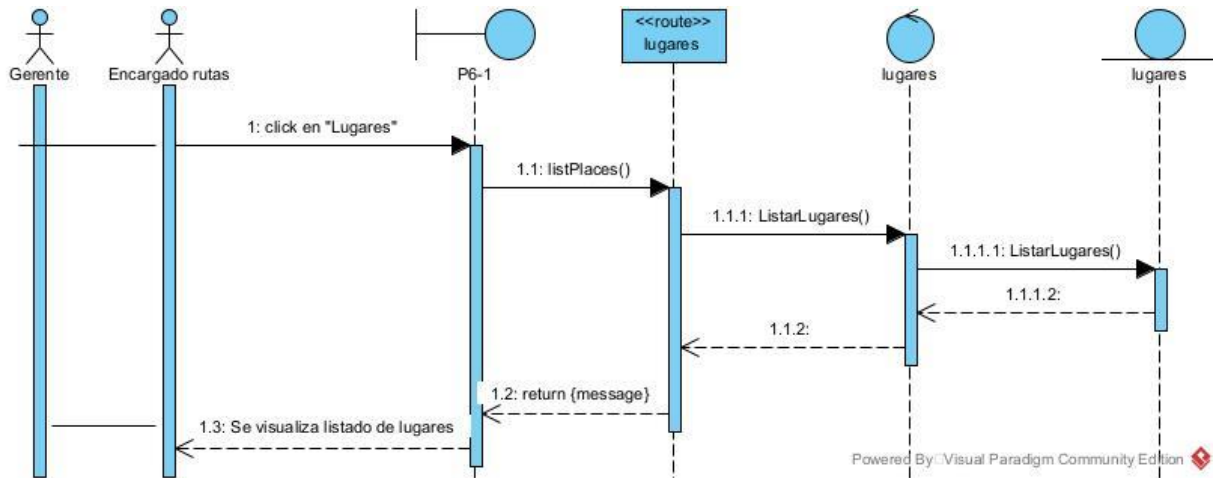 <<route>>
lugares
Gerente
Encargado rutas
P6-1
lugares
lugares
1: click en "Lugares"
1.1: listPlaces()
1.1.1: ListarLugares()
1.1.1.1: ListarLugares()
1.1.1.2:
1.1.2:
1.2: return {message}
1.3: Se visualiza listado de lugares
Powered By Visual Paradigm Community Edition